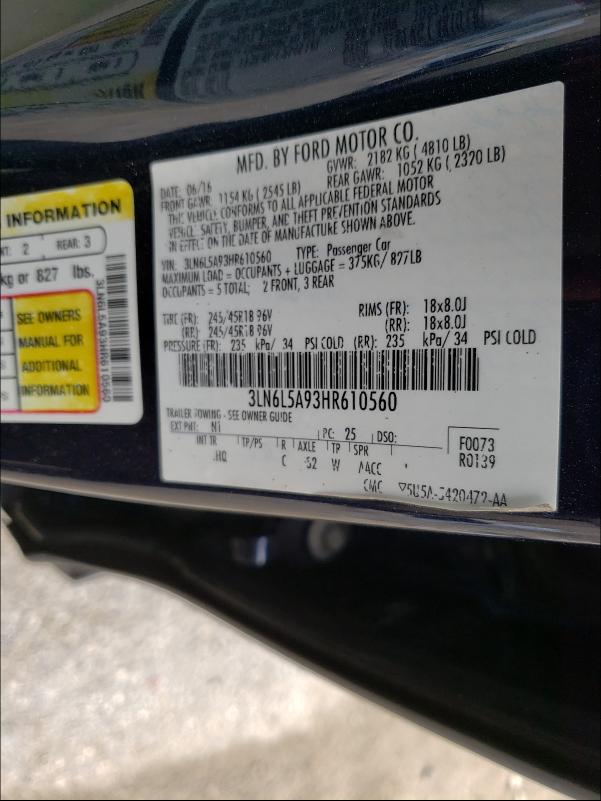 INFORMATION
NT: 2 REAR: 3
kg or 827 lbs.
SEE OWNERS
MANUAL FOR
ADDITIONAL
INFORMATION
3LN6L5A93HR610560
MFD. BY FORD MOTOR CO.
DATE: 06/16 GVWR: 2182 KG ( 4810 LB)
FRONT GAWR: 1154 KG ( 2545 LB) REAR GAWR: 1052 KG ( 2320 LB)
THIS VEHICLE CONFORMS TO ALL APPLICABLE FEDERAL MOTOR
VEHICLE SAFETY, BUMPER, AND THEFT PREVENTION STANDARDS
IN EFFECT ON THE DATE OF MANUFACTURE SHOWN ABOVE.
VIN: 3LN6L5A93HR610560 TYPE: Passenger Car
MAXIMUM LOAD = OCCUPANTS + LUGGAGE = 375KG/ 827LB
OCCUPANTS = 5 TOTAL; 2 FRONT, 3 REAR
TIRE (FR): 245/45R18 96V RIMS (FR): 18x8.0J
(RR): 245/45R18 96V (RR): 18x8.0J
PRESSURE (FR): 235 kPa/ 34 PSI COLD (RR): 235 kPa/ 34 PSI COLD
3LN6L5A93HR610560
TRAILER TOWING - SEE OWNER GUIDE
EXT PNT: N1 PC: 25 DSO:
INT TR TP/PS R AXLE TP SPR F0073
HQ C 52 W AACC R0139